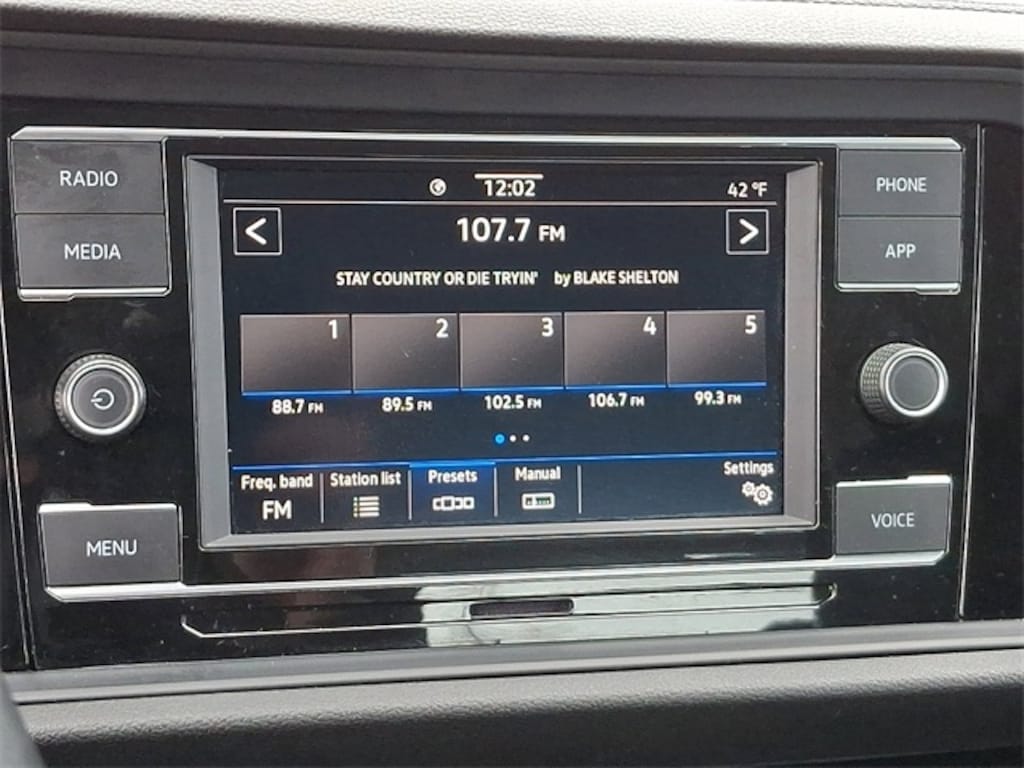 RADIO
MEDIA
MENU
12:02
42 °F
<
107.7 FM
>
STAY COUNTRY OR DIE TRYIN' by BLAKE SHELTON
1 2 3 4 5
88.7 FM 89.5 FM 102.5 FM 106.7 FM 99.3 FM
Freq. band Station list Presets Manual Settings
FM
PHONE
APP
VOICE